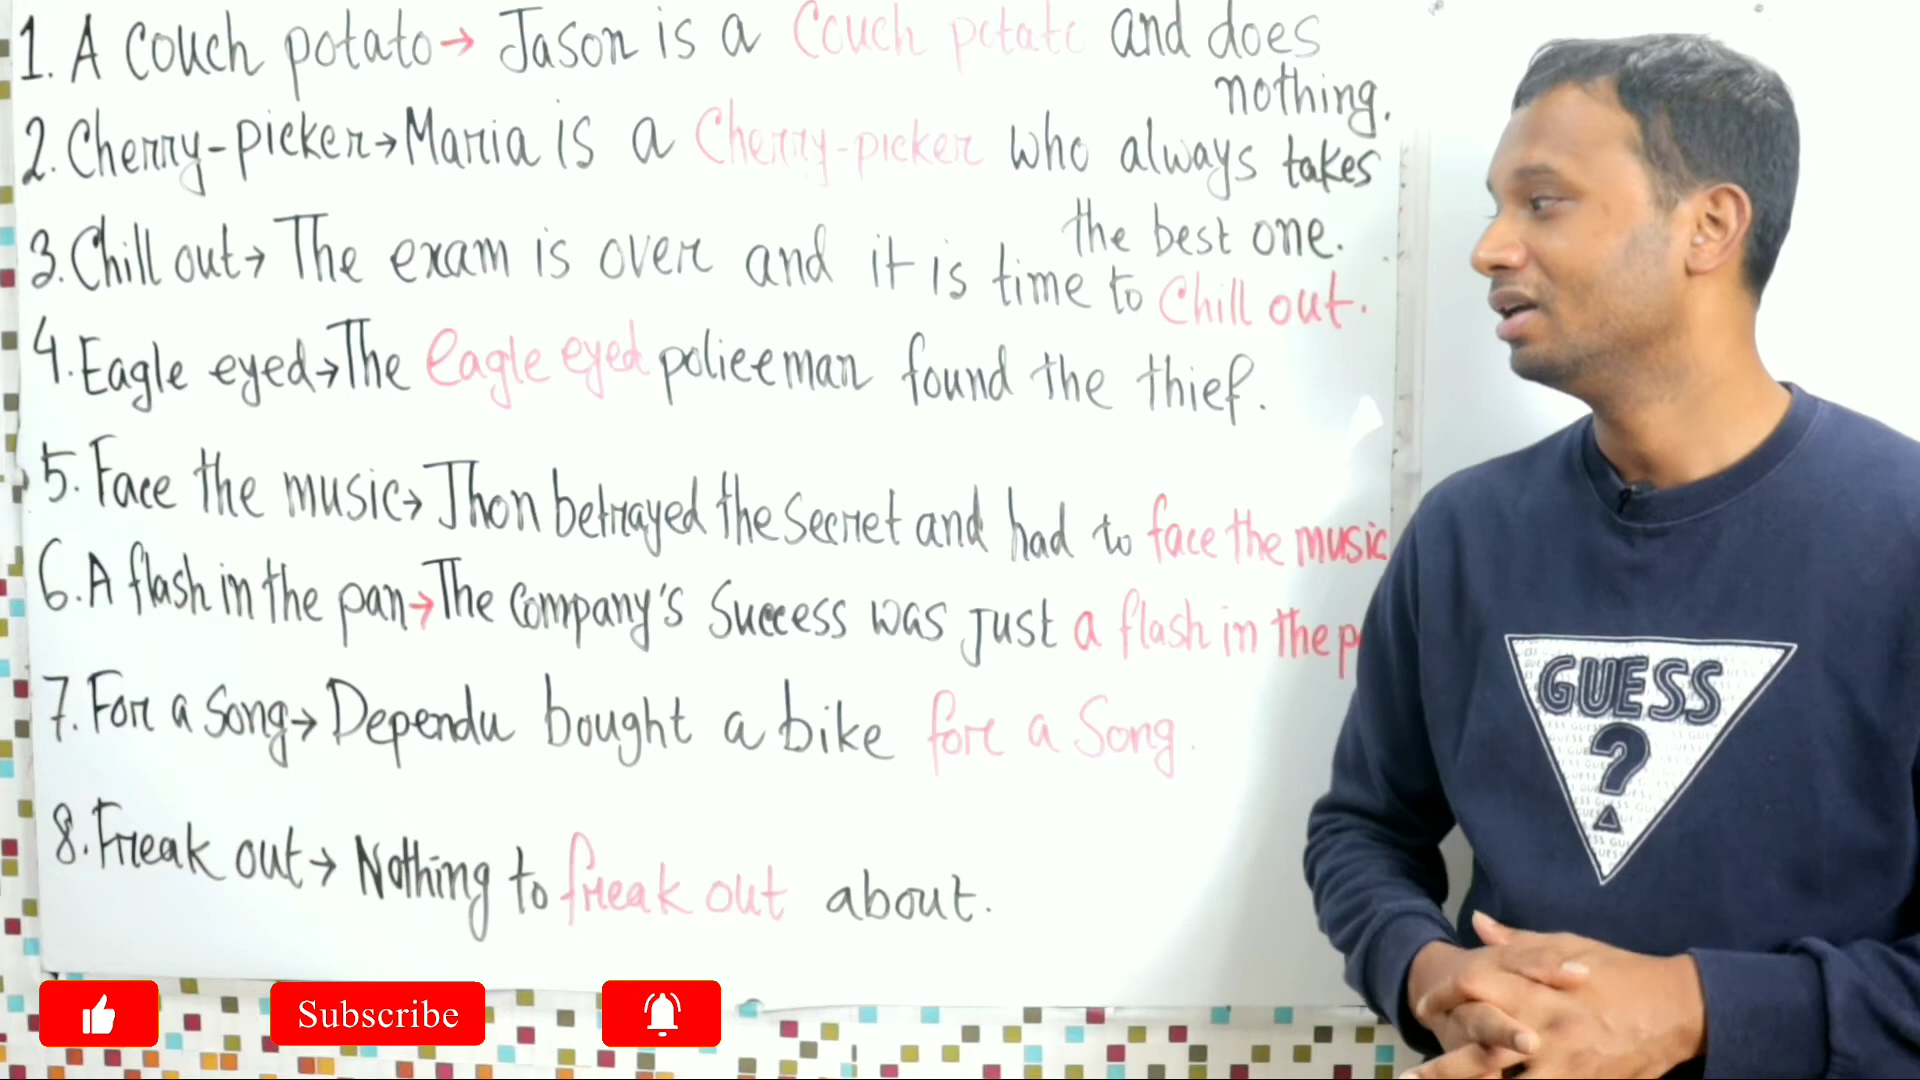 1. A couch potato→ Jason is a Couch potato and does
nothing.
2. Cherry-picker→Maria is a Cherry-picker who always takes
the best one.
3. Chill out→ The exam is over and it is time to Chill out.
4. Eagle eyed→The eagle eyed policeman found the thief.
5. Face the music→ Jhon betrayed the secret and had to face the music
6. A flash in the pan→The Company's Success was just a flash in the p
7. For a song→ Dependu bought a bike for a Song.
8. Freak out→ Nothing to freak out about.
Subscribe
GUESS
?